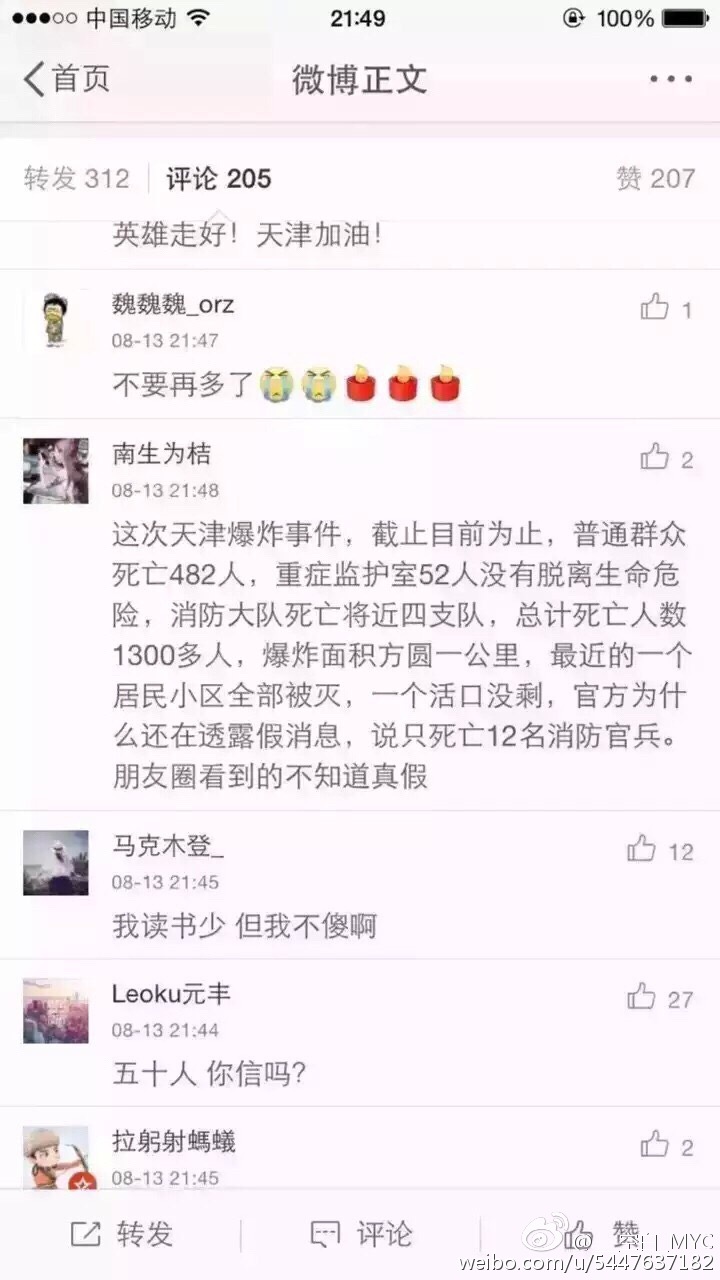 中国移动 21:49 100%
首页 微博正文
转发 312 评论 205 赞 207
英雄走好！天津加油！
魏魏魏_orz 1
08-13 21:47
不要再多了
南生为桔 2
08-13 21:48
这次天津爆炸事件，截止目前为止，普通群众
死亡482人，重症监护室52人没有脱离生命危
险，消防大队死亡将近四支队，总计死亡人数
1300多人，爆炸面积方圆一公里，最近的一个
居民小区全部被灭，一个活口没剩，官方为什
么还在透露假消息，说只死亡12名消防官兵。
朋友圈看到的不知道真假
马克木登_ 12
08-13 21:45
我读书少 但我不傻啊
Leoku元丰 27
08-13 21:44
五十人 你信吗？
拉躬射螞蟻 2
08-13 21:45
转发 评论 赞
MYC
weibo.com/u/5447637182